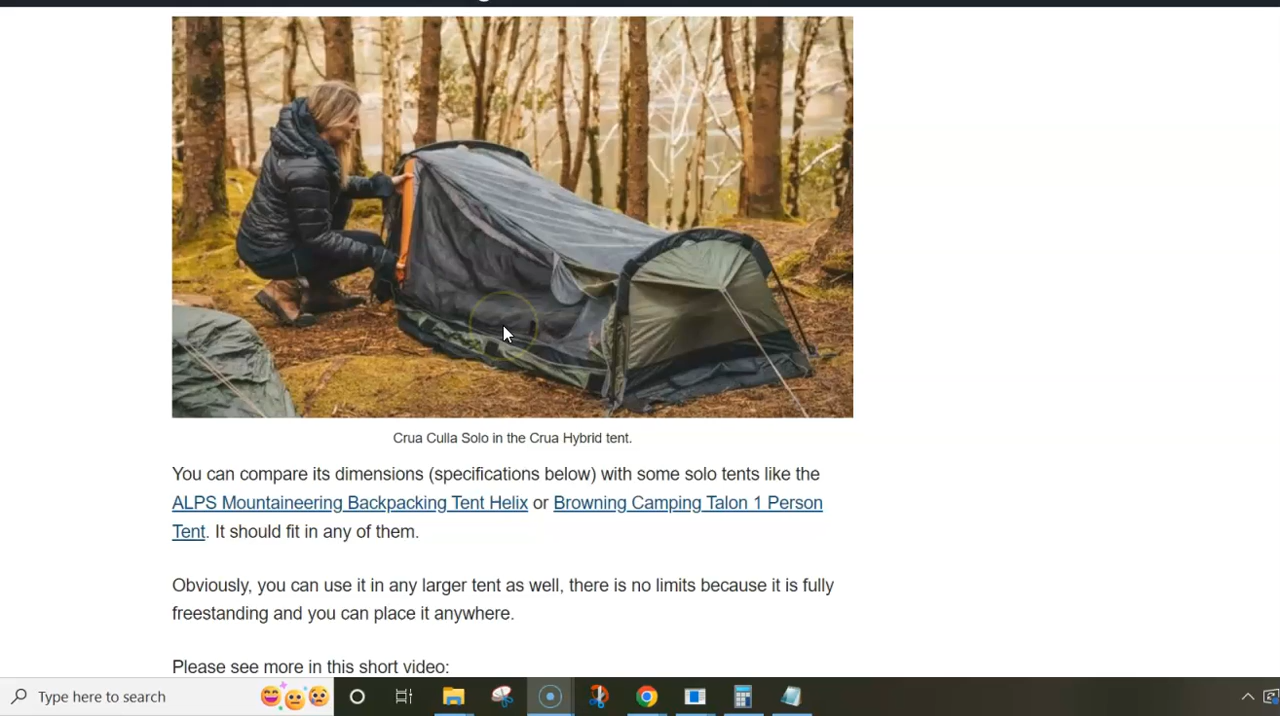 Crua Culla Solo in the Crua Hybrid tent.
You can compare its dimensions (specifications below) with some solo tents like the
ALPS Mountaineering Backpacking Tent Helix or Browning Camping Talon 1 Person
Tent. It should fit in any of them.
Obviously, you can use it in any larger tent as well, there is no limits because it is fully
freestanding and you can place it anywhere.
Please see more in this short video:
Type here to search